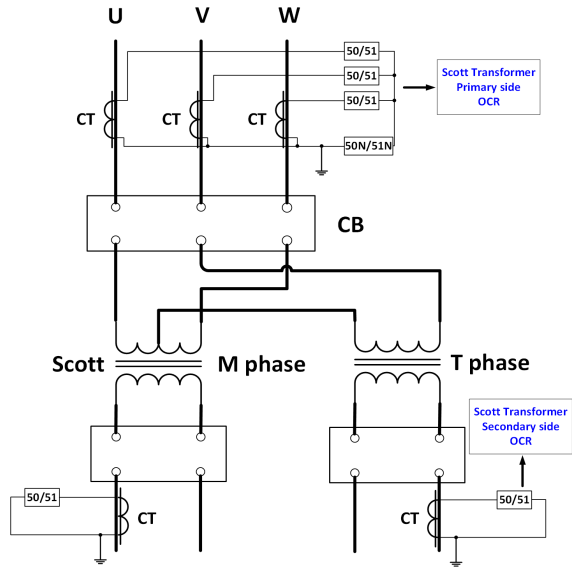 U V W
50/51
50/51
50/51
50N/51N
Scott Transformer
Primary side
OCR
CT CT CT
CB
Scott M phase T phase
Scott Transformer
Secondary side
OCR
50/51 CT
CT 50/51